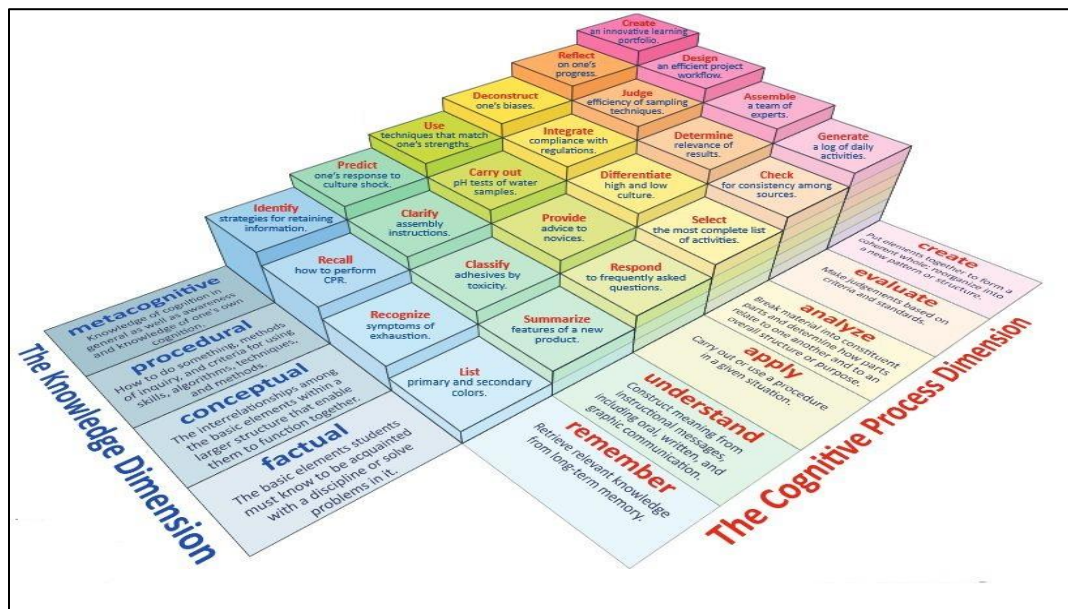 Create
an innovative learning
portfolio.
Reflect
on one's
progress.
Design
an efficient project
workflow.
Deconstruct
one's biases.
Judge
efficiency of sampling
techniques.
Assemble
a team of
experts.
Use
techniques that match
one's strengths.
Integrate
compliance with
regulations.
Determine
relevance of
results.
Generate
a log of daily
activities.
Predict
one's response to
culture shock.
Carry out
pH tests of water
samples.
Differentiate
high and low
culture.
Check
for consistency among
sources.
Identify
strategies for retaining
information.
Clarify
assembly
instructions.
Provide
advice to
novices.
Select
the most complete list
of activities.
Recall
how to perform
CPR.
Classify
adhesives by
toxicity.
Respond
to frequently asked
questions.
Recognize
symptoms of
exhaustion.
Summarize
features of a new
product.
List
primary and secondary
colors.
The Knowledge Dimension
metacognitive
Knowledge of cognition in
general as well as awareness
and knowledge of one's own
cognition.
procedural
How to do something, methods
of inquiry, and criteria for using
skills, algorithms, techniques,
and methods.
conceptual
The interrelationships among
the basic elements within a
larger structure that enable
them to function together.
factual
The basic elements students
must know to be acquainted
with a discipline or solve
problems in it.
The Cognitive Process Dimension
create
Put elements together to form a
coherent whole; reorganize into
a new pattern or structure.
evaluate
Make judgements based on
criteria and standards.
analyze
Break material into constituent
parts and determine how parts
relate to one another and to an
overall structure or purpose.
apply
Carry out or use a procedure
in a given situation.
understand
Construct meaning from
instructional messages,
including oral, written, and
graphic communication.
remember
Retrieve relevant knowledge
from long-term memory.